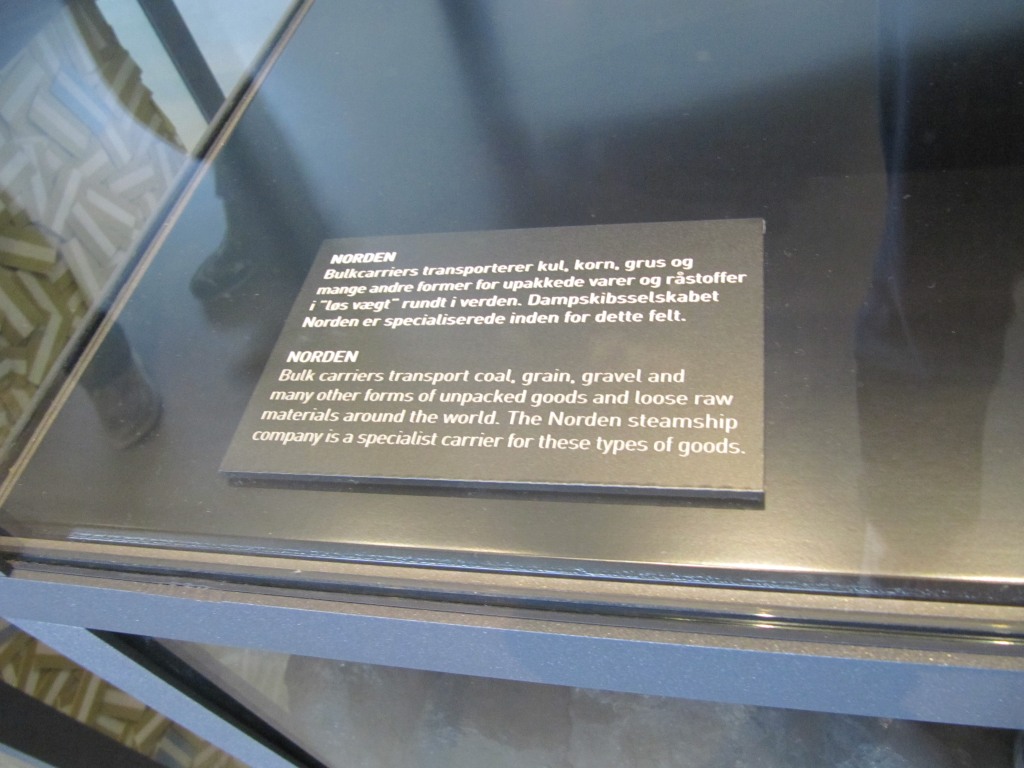 NORDEN
Bulkcarriers transporterer kul, korn, grus og
mange andre former for upakkede varer og råstoffer
i "løs vægt" rundt i verden. Dampskibsselskabet
Norden er specialiserede inden for dette felt.
NORDEN
Bulk carriers transport coal, grain, gravel and
many other forms of unpacked goods and loose raw
materials around the world. The Norden steamship
company is a specialist carrier for these types of goods.